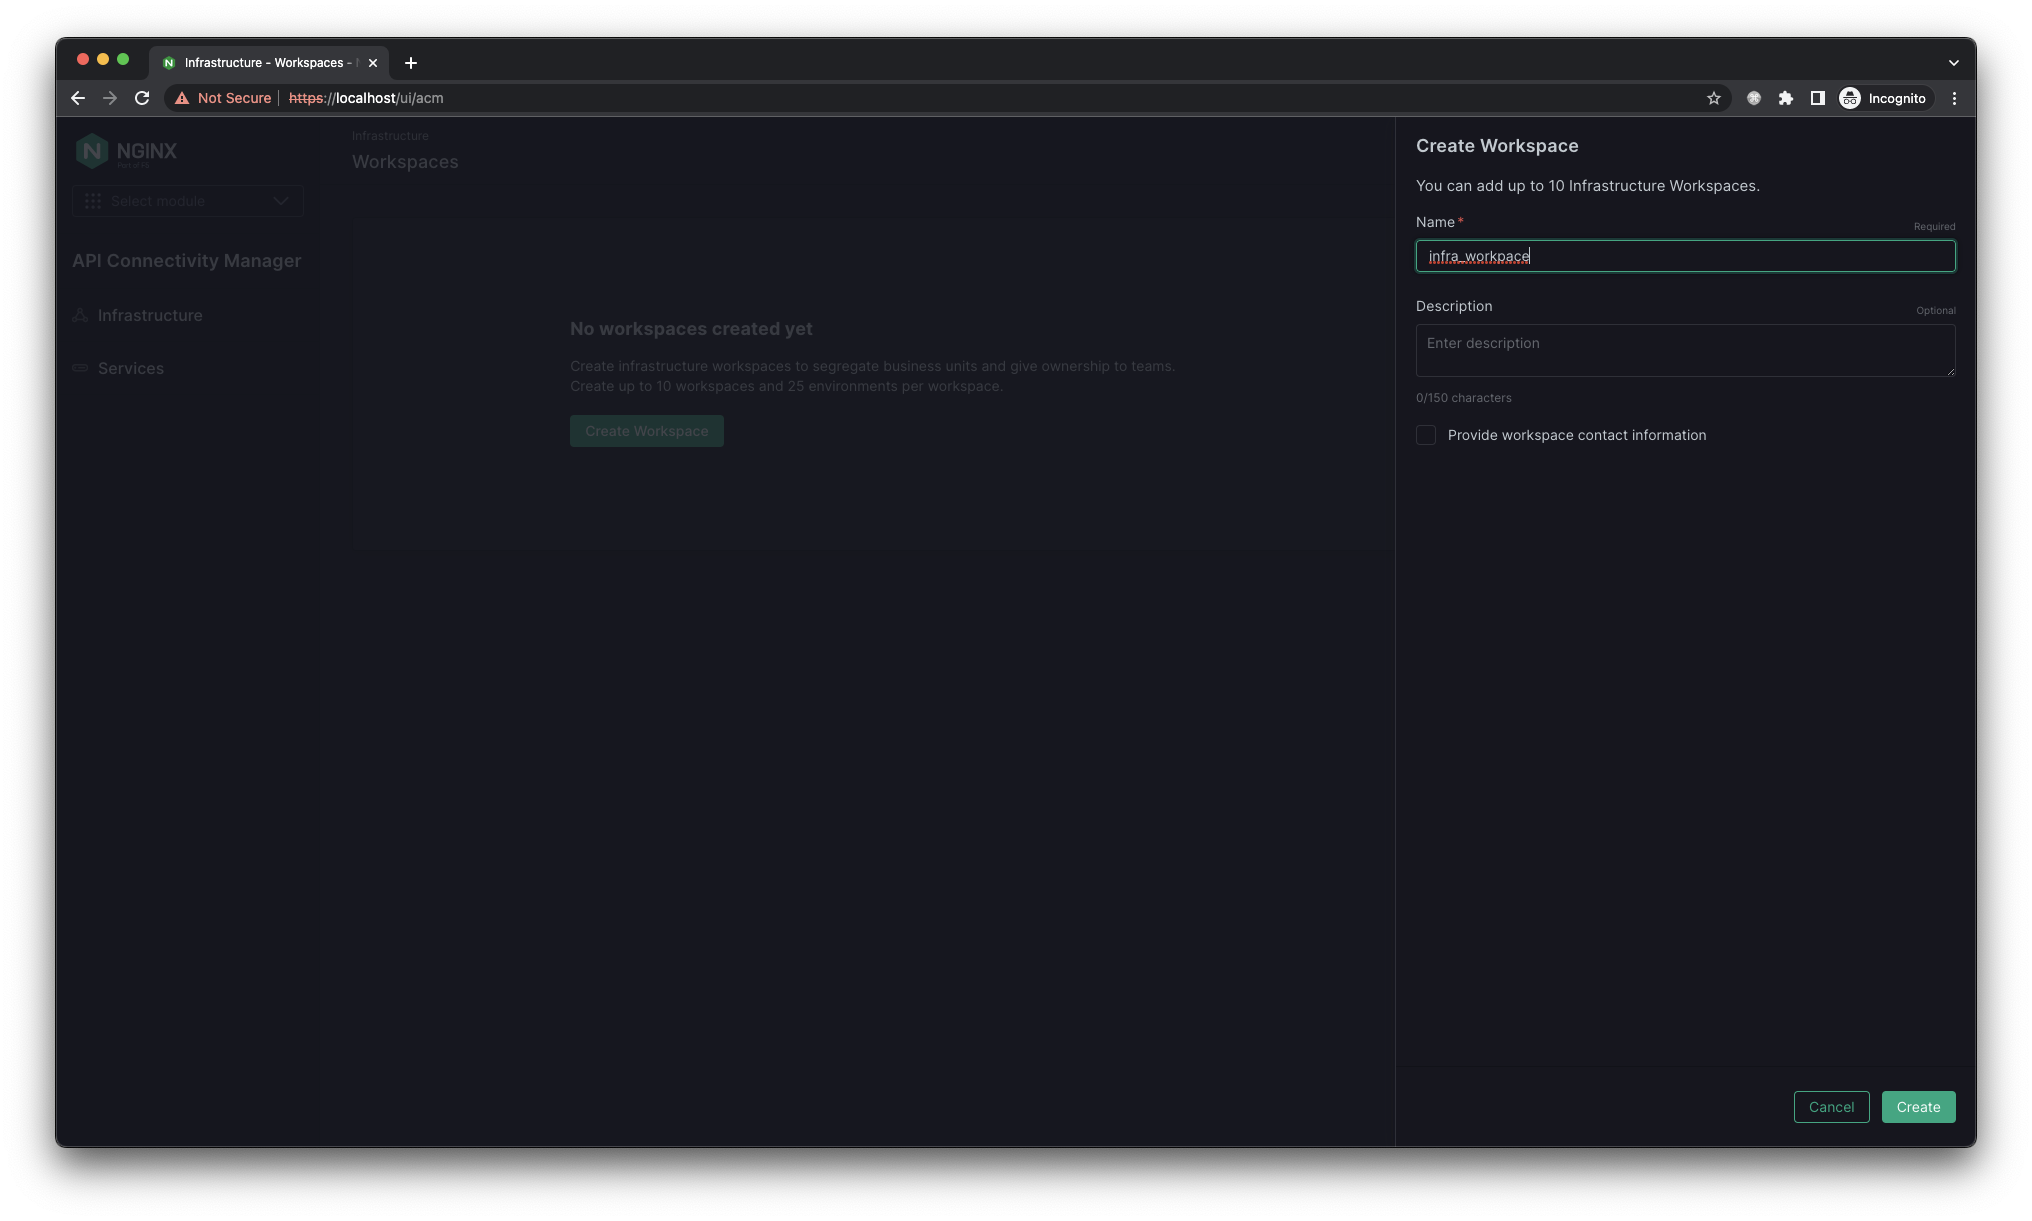 Infrastructure - Workspaces -
Not Secure
https://localhost/ui/acm
Incognito
NGINX
Part of F5
Select module
API Connectivity Manager
Infrastructure
Services
Infrastructure
Workspaces
No workspaces created yet
Create infrastructure workspaces to segregate business units and give ownership to teams.
Create up to 10 workspaces and 25 environments per workspace.
Create Workspace
Create Workspace
You can add up to 10 Infrastructure Workspaces.
Name*
Required
infra_workpace
Description
Optional
Enter description
0/150 characters
Provide workspace contact information
Cancel
Create